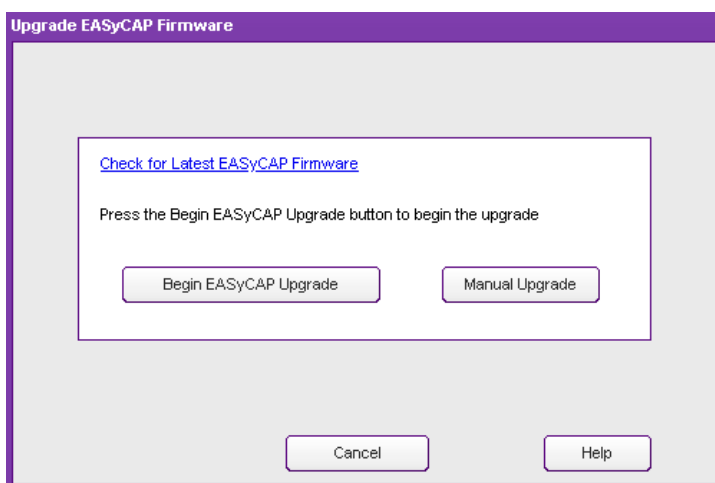 Upgrade EASyCAP Firmware
Check for Latest EASyCAP Firmware
Press the Begin EASyCAP Upgrade button to begin the upgrade
Begin EASyCAP Upgrade
Manual Upgrade
Cancel
Help